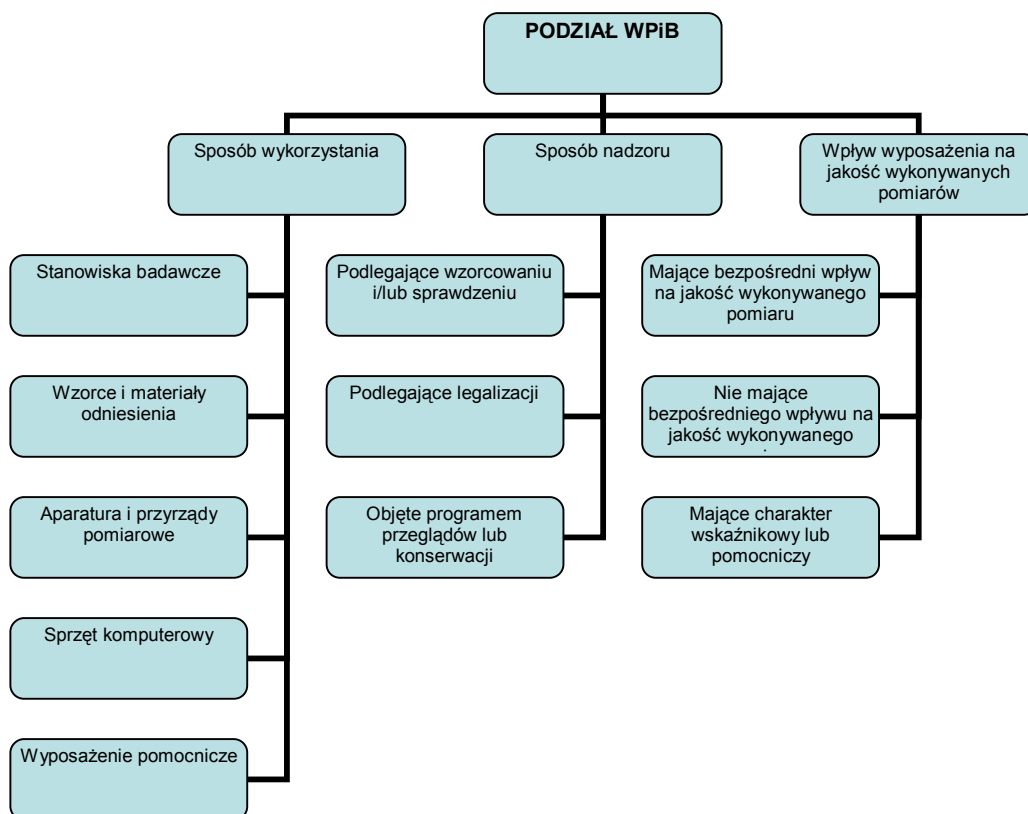 PODZIAŁ WPiB
Sposób wykorzystania
Stanowiska badawcze
Wzorce i materiały
odniesienia
Aparatura i przyrządy
pomiarowe
Sprzęt komputerowy
Wyposażenie pomocnicze
Sposób nadzoru
Podlegające wzorcowaniu
i/lub sprawdzeniu
Podlegające legalizacji
Objęte programem
przeglądów lub
konserwacji
Wpływ wyposażenia na
jakość wykonywanych
pomiarów
Mające bezpośredni wpływ
na jakość wykonywanego
pomiaru
Nie mające
bezpośredniego wpływu na
jakość wykonywanego
Mające charakter
wskaźnikowy lub
pomocniczy